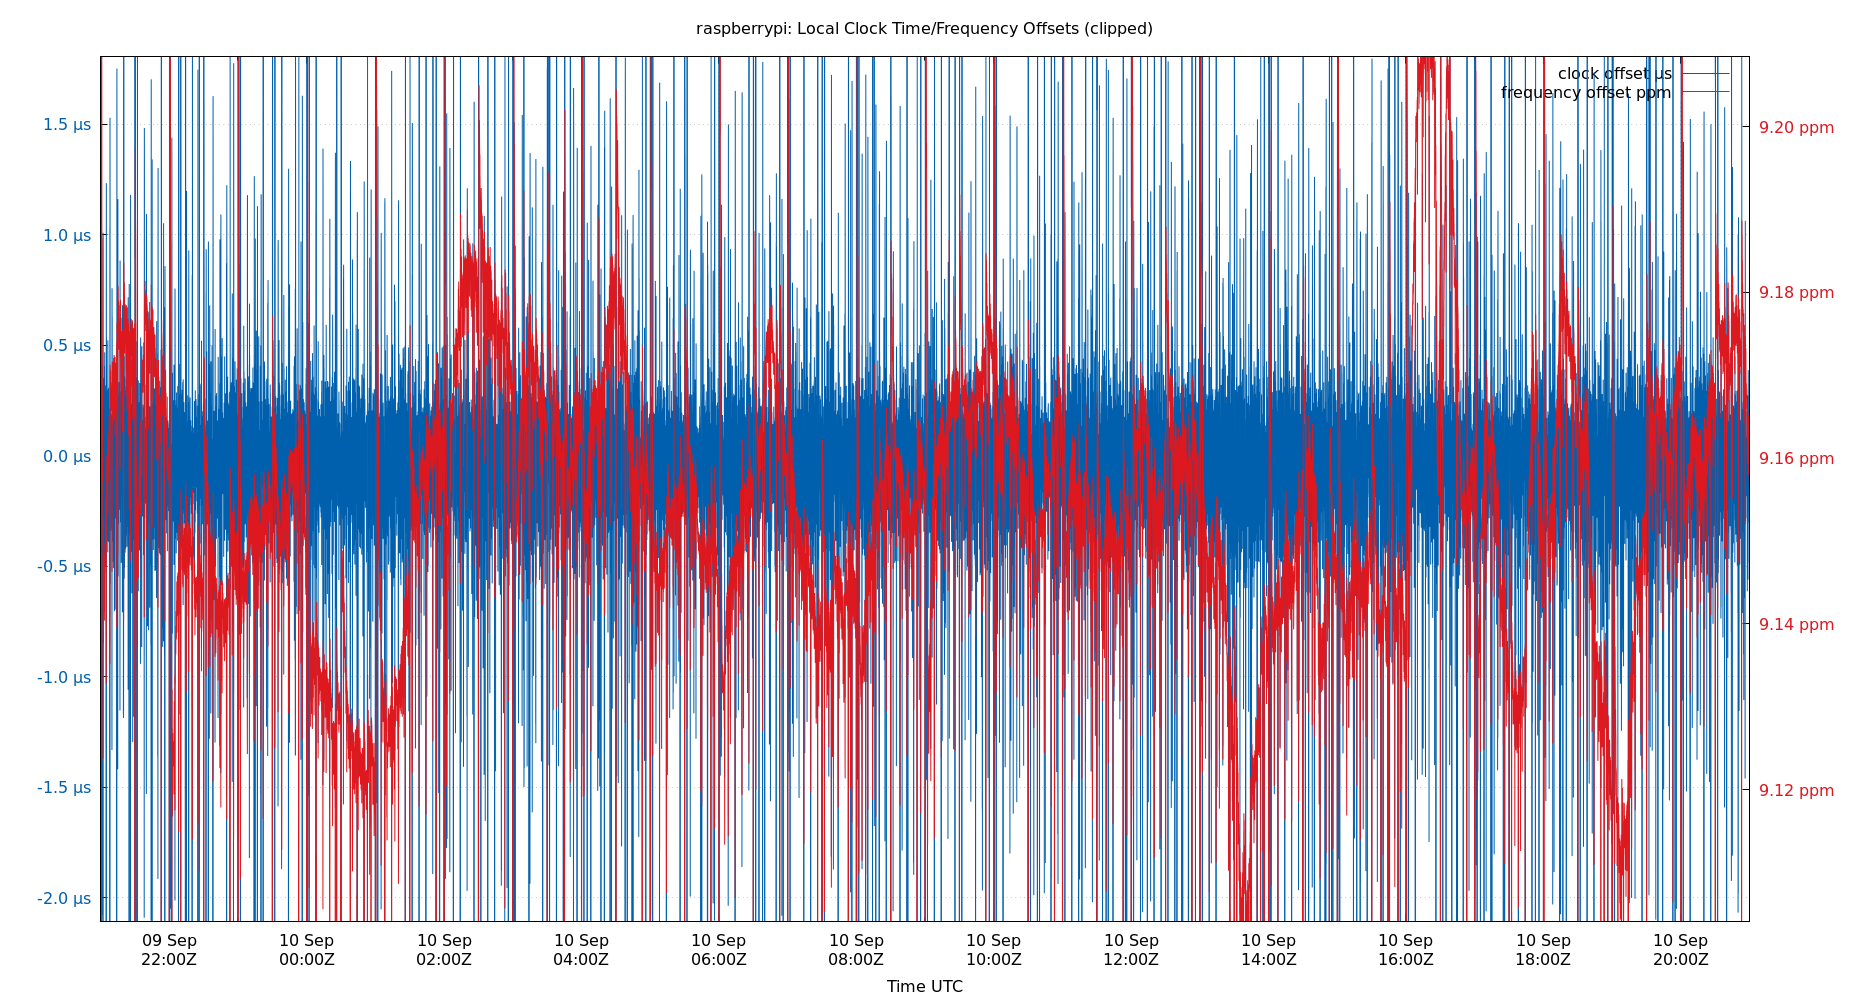 raspberrypi: Local Clock Time/Frequency Offsets (clipped)
clock offset µs
frequency offset ppm
1.5 µs
1.0 µs
0.5 µs
0.0 µs
-0.5 µs
-1.0 µs
-1.5 µs
-2.0 µs
9.20 ppm
9.18 ppm
9.16 ppm
9.14 ppm
9.12 ppm
09 Sep 10 Sep 10 Sep 10 Sep 10 Sep 10 Sep 10 Sep 10 Sep 10 Sep 10 Sep 10 Sep 10 Sep
22:00Z 00:00Z 02:00Z 04:00Z 06:00Z 08:00Z 10:00Z 12:00Z 14:00Z 16:00Z 18:00Z 20:00Z
Time UTC